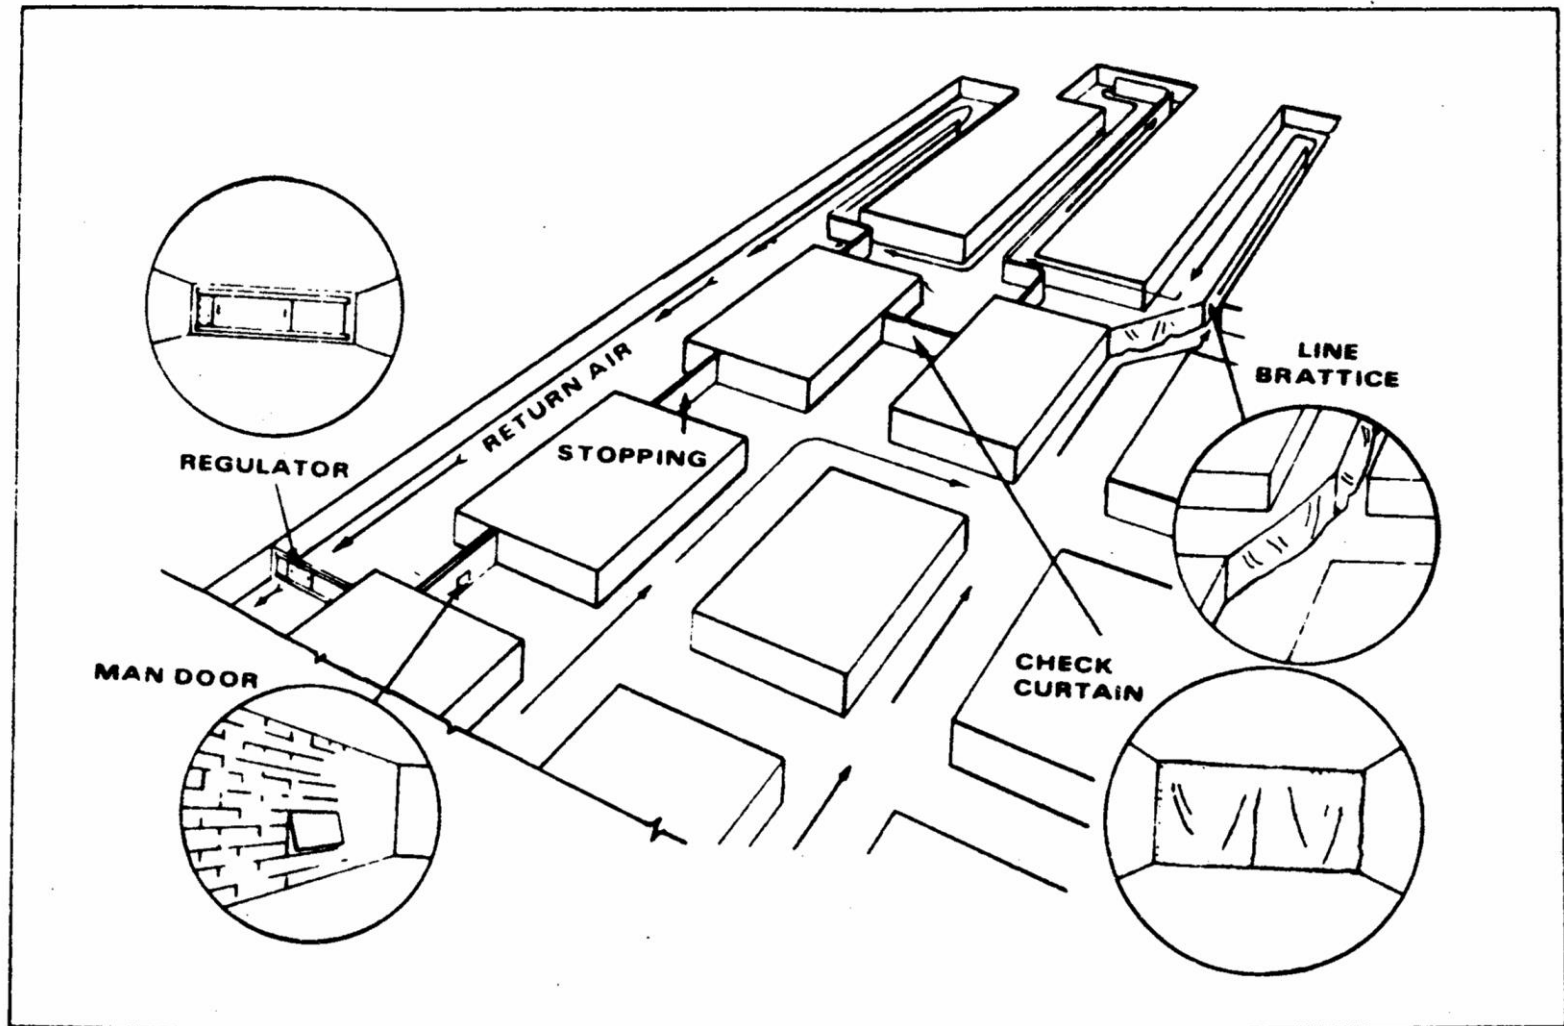 LINE
BRATTICE
RETURN AIR
STOPPING
REGULATOR
CHECK
CURTAIN
MAN DOOR